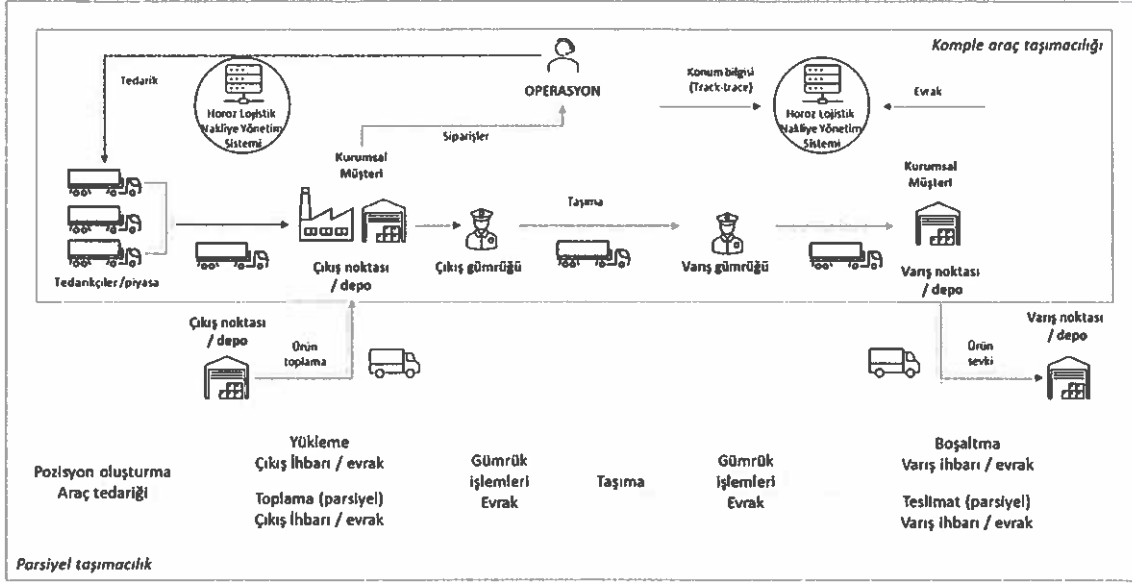 Komple araç taşımacılığı
Tedarik
Horoz Lojistik
Nakliye Yönetim
Sistemi
OPERASYON
Konum bilgisi
(Track-trace)
Horoz Lojistik
Nakliye Yönetim
Sistemi
Evrak
Siparişler
Kurumsal
Müşteri
Kurumsal
Müşteri
Taşıma
Tedarikçiler/piyasa
Çıkış noktası
/ depo
Çıkış gümrüğü
Varış gümrüğü
Varış noktası
/ depo
Çıkış noktası
/ depo
Ürün
toplama
Ürün
sevki
Varış noktası
/ depo
Pozisyon oluşturma
Araç tedariği
Yükleme
Çıkış İhbarı / evrak
Toplama (parsiyel)
Çıkış İhbarı / evrak
Gümrük
işlemleri
Evrak
Taşıma
Gümrük
işlemleri
Evrak
Boşaltma
Varış ihbarı / evrak
Teslimat (parsiyel)
Varış ihbarı / evrak
Parsiyel taşımacılık